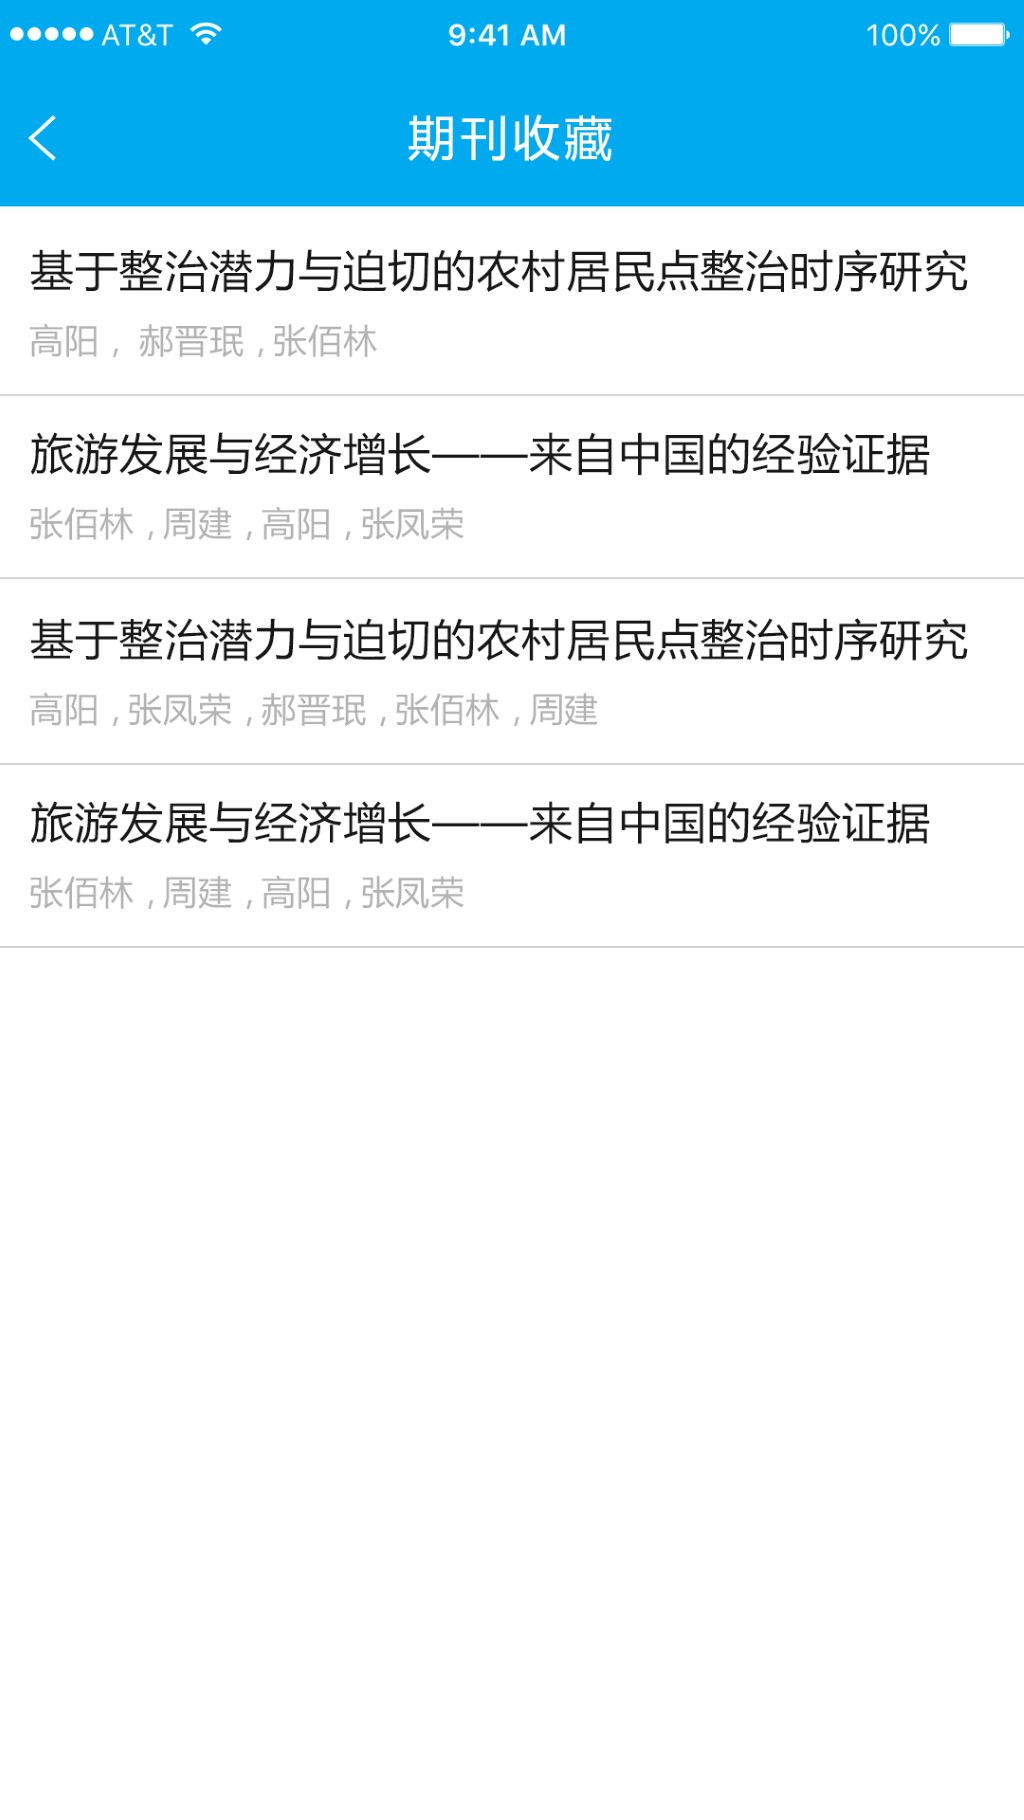 AT&T 9:41 AM 100%
期刊收藏
基于整治潜力与迫切的农村居民点整治时序研究
高阳 , 郝晋珉 ,张佰林
旅游发展与经济增长——来自中国的经验证据
张佰林 ,周建 ,高阳 ,张凤荣
基于整治潜力与迫切的农村居民点整治时序研究
高阳 ,张凤荣 ,郝晋珉 ,张佰林 ,周建
旅游发展与经济增长——来自中国的经验证据
张佰林 ,周建 ,高阳 ,张凤荣